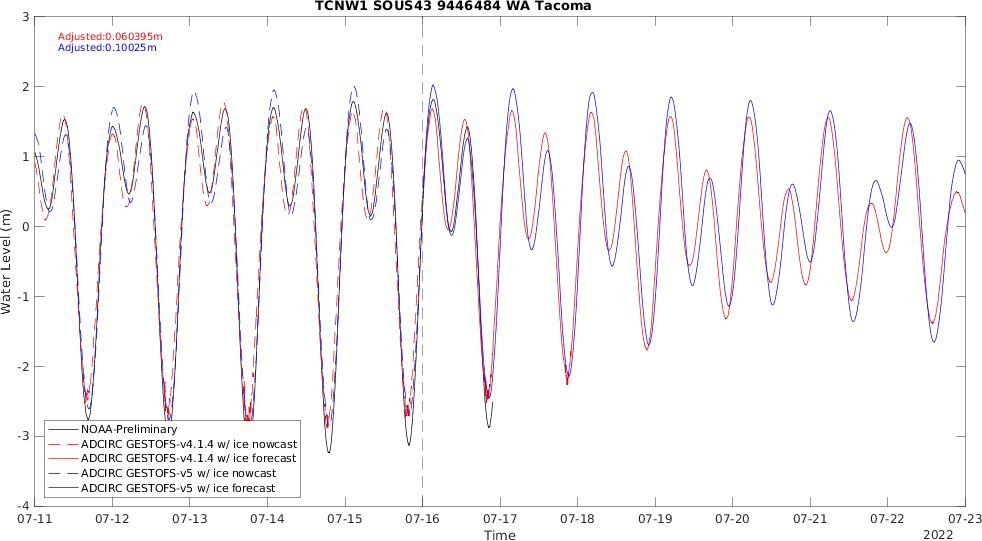 TCNW1 SOUS43 9446484 WA Tacoma
Adjusted:0.060395m
Adjusted:0.10025m
3
2
1
0
-1
-2
-3
-4
Water Level (m)
NOAA-Preliminary
ADCIRC GESTOFS-v4.1.4 w/ ice nowcast
ADCIRC GESTOFS-v4.1.4 w/ ice forecast
ADCIRC GESTOFS-v5 w/ ice nowcast
ADCIRC GESTOFS-v5 w/ ice forecast
07-11 07-12 07-13 07-14 07-15 07-16 07-17 07-18 07-19 07-20 07-21 07-22 07-23
Time
2022